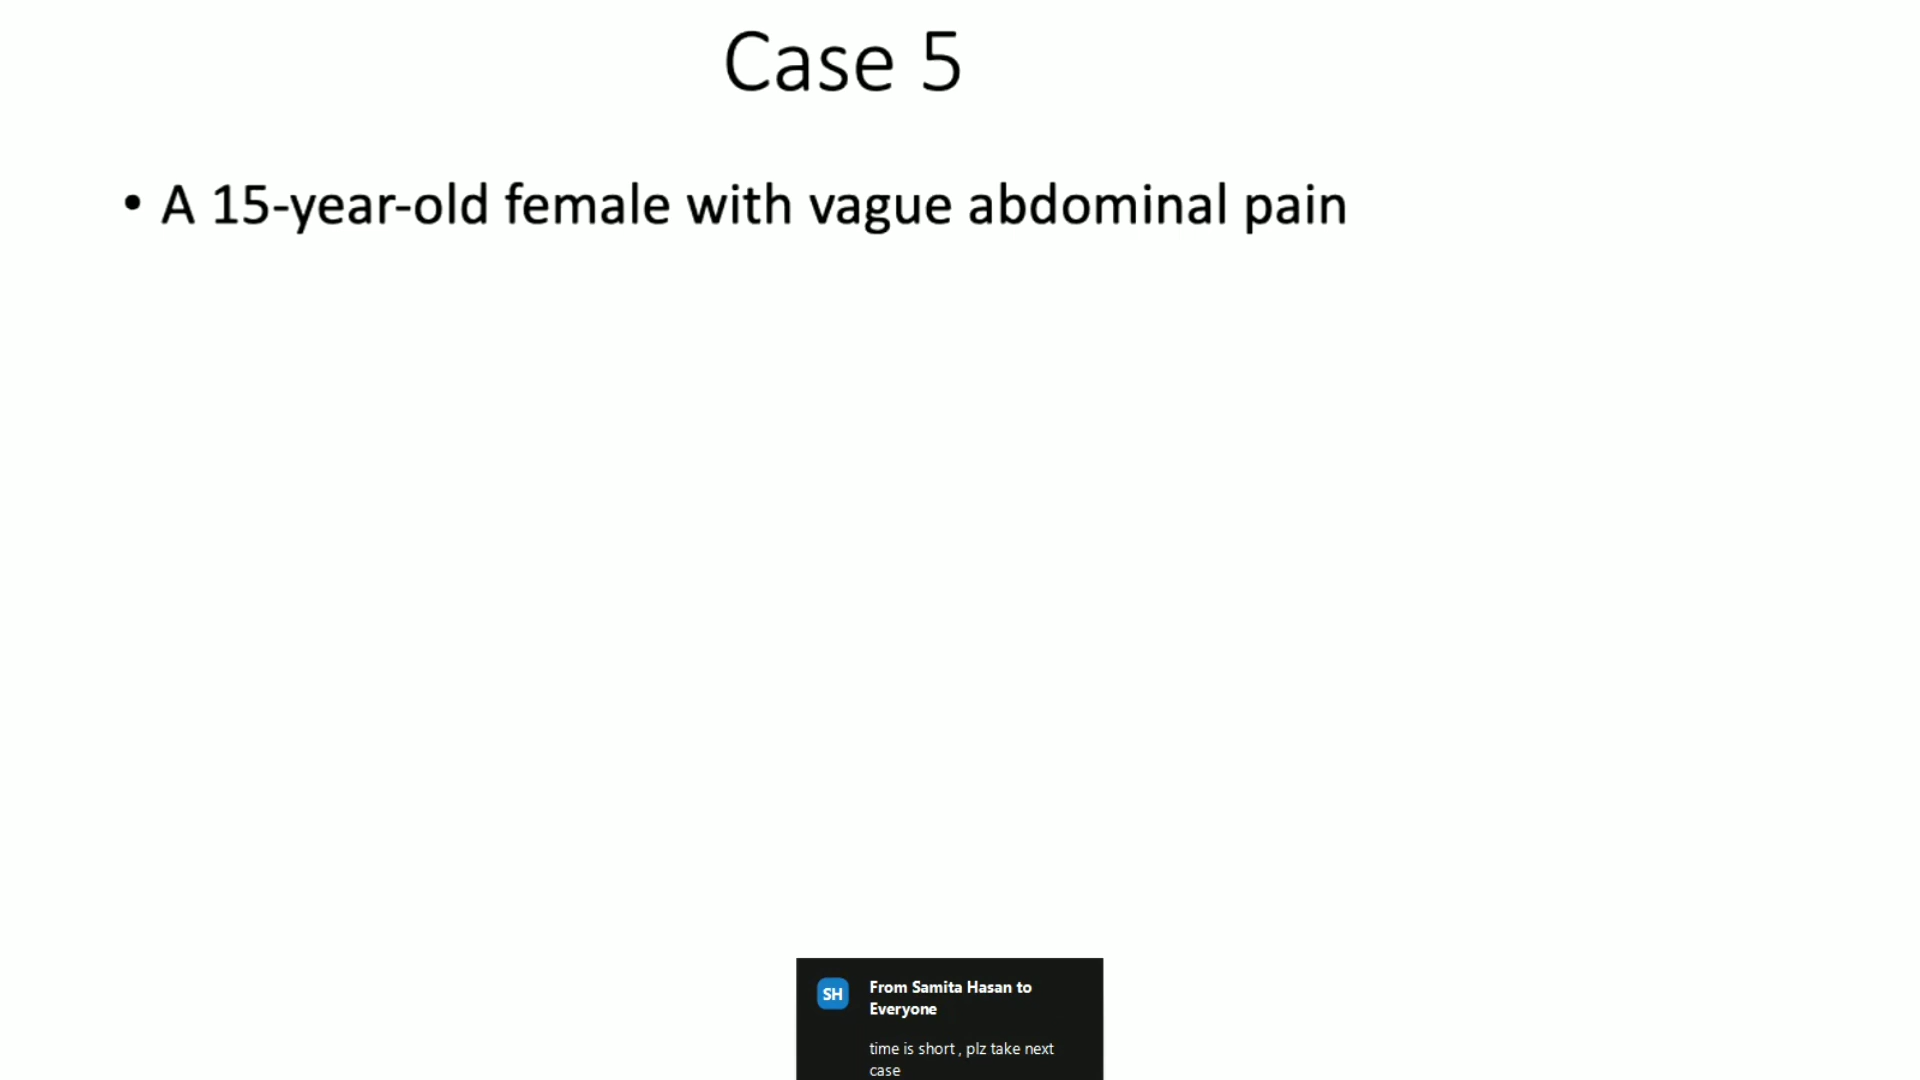 Case 5
• A 15-year-old female with vague abdominal pain
SH
From Samita Hasan to
Everyone
time is short , plz take next
case